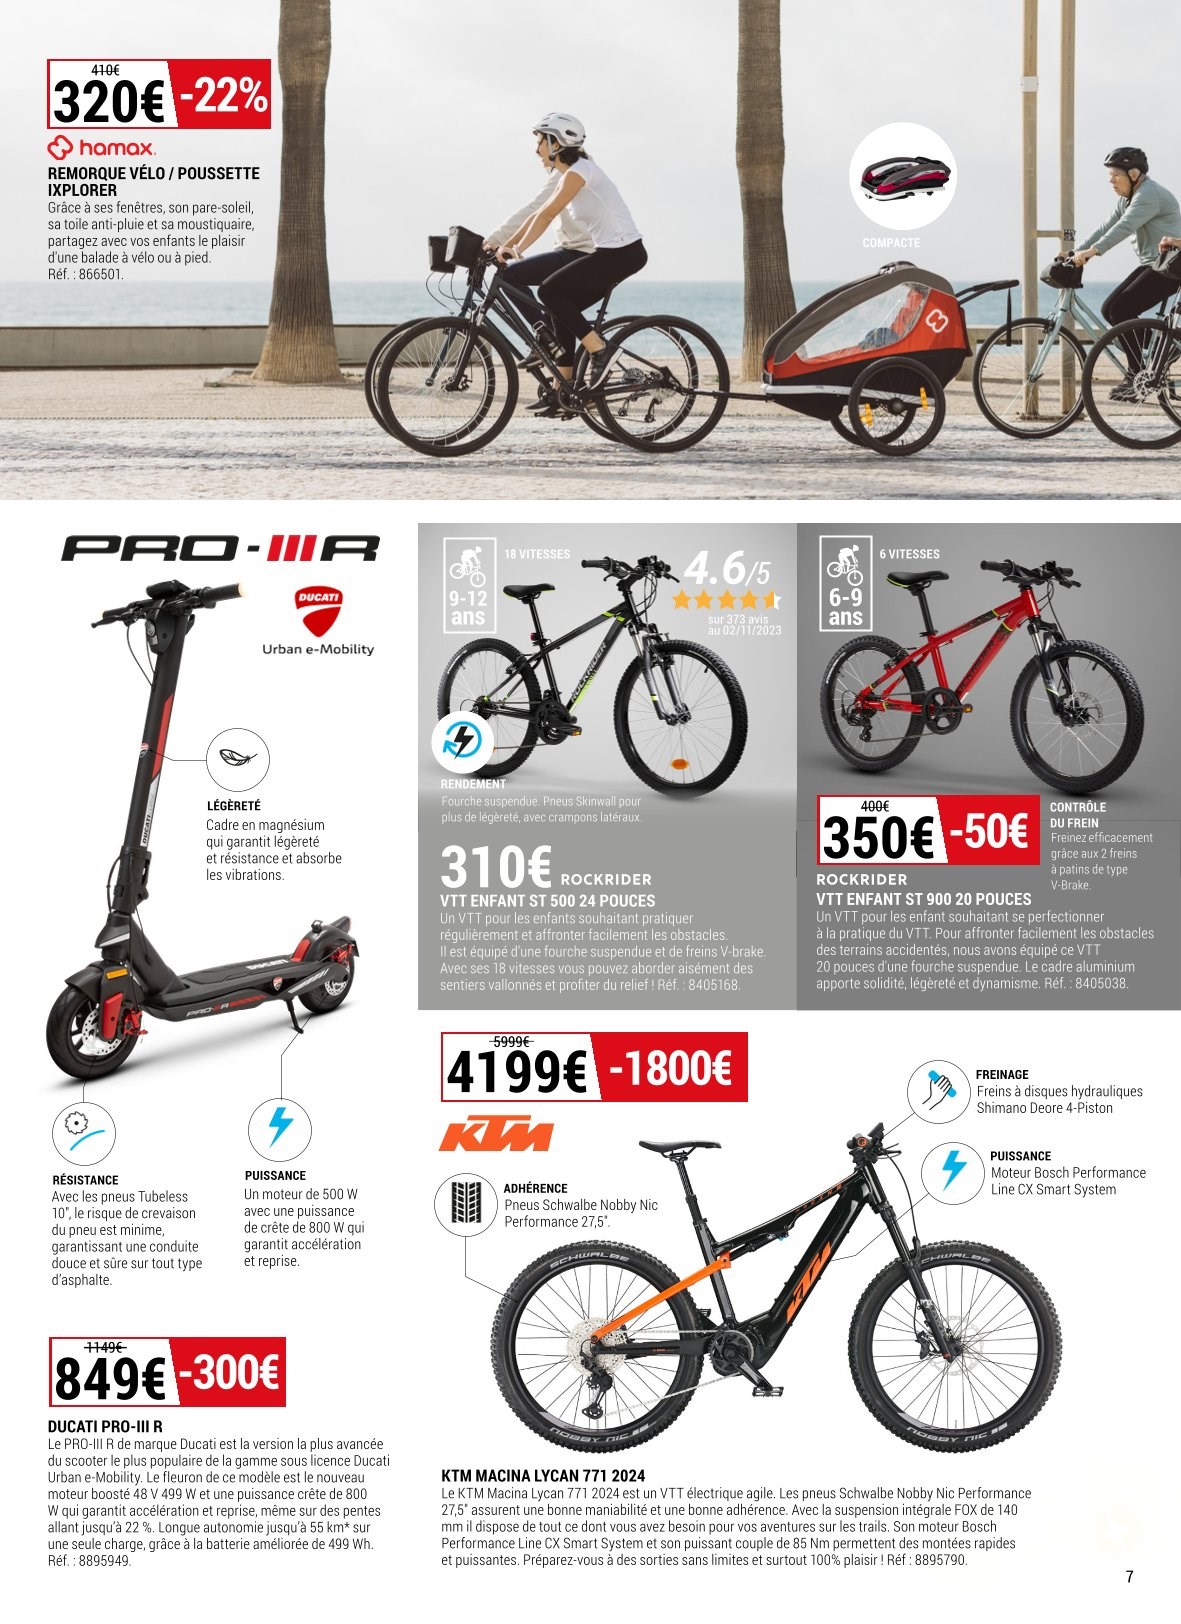 410€
320€ -22%
hamax.
REMORQUE VÉLO / POUSSETTE
IXPLORER
Grâce à ses fenêtres, son pare-soleil,
sa toile anti-pluie et sa moustiquaire,
partagez avec vos enfants le plaisir
d'une balade à vélo ou à pied.
Réf. : 866501.
COMPACTE
PRO-IIIR
DUCATI
Urban e-Mobility
LÉGÈRETÉ
Cadre en magnésium
qui garantit légèreté
et résistance et absorbe
les vibrations.
DUCATI
PRO-III R
RÉSISTANCE
Avec les pneus Tubeless
10", le risque de crevaison
du pneu est minime,
garantissant une conduite
douce et sûre sur tout type
d'asphalte.
PUISSANCE
Un moteur de 500 W
avec une puissance
de crête de 800 W qui
garantit accélération
et reprise.
1149€
849€ -300€
DUCATI PRO-III R
Le PRO-III R de marque Ducati est la version la plus avancée
du scooter le plus populaire de la gamme sous licence Ducati
Urban e-Mobility. Le fleuron de ce modèle est le nouveau
moteur boosté 48 V 499 W et une puissance crête de 800
W qui garantit accélération et reprise, même sur des pentes
allant jusqu'à 22 %. Longue autonomie jusqu'à 55 km* sur
une seule charge, grâce à la batterie améliorée de 499 Wh.
Réf. : 8895949.
9-12
ans
18 VITESSES
4.6/5
sur 373 avis
au 02/11/2023
ROCKRIDER
RENDEMENT
Fourche suspendue. Pneus Skinwall pour
plus de légèreté, avec crampons latéraux.
310€ ROCKRIDER
VTT ENFANT ST 500 24 POUCES
Un VTT pour les enfants souhaitant pratiquer
régulièrement et affronter facilement les obstacles.
Il est équipé d'une fourche suspendue et de freins V-brake.
Avec ses 18 vitesses vous pouvez aborder aisément des
sentiers vallonnés et profiter du relief ! Réf. : 8405168.
6-9
ans
6 VITESSES
400€
350€ -50€
CONTRÔLE
DU FREIN
Freinez efficacement
grâce aux 2 freins
à patins de type
V-Brake.
ROCKRIDER
VTT ENFANT ST 900 20 POUCES
Un VTT pour les enfant souhaitant se perfectionner
à la pratique du VTT. Pour affronter facilement les obstacles
des terrains accidentés, nous avons équipé ce VTT
20 pouces d'une fourche suspendue. Le cadre aluminium
apporte solidité, légèreté et dynamisme. Réf. : 8405038.
5999€
4199€ -1800€
KTM
ADHÉRENCE
Pneus Schwalbe Nobby Nic
Performance 27,5".
FREINAGE
Freins à disques hydrauliques
Shimano Deore 4-Piston
PUISSANCE
Moteur Bosch Performance
Line CX Smart System
SCHWALBE
SCHWALBE
KTM
NOBBY NIC
NOBBY NIC
KTM MACINA LYCAN 771 2024
Le KTM Macina Lycan 771 2024 est un VTT électrique agile. Les pneus Schwalbe Nobby Nic Performance
27,5" assurent une bonne maniabilité et une bonne adhérence. Avec la suspension intégrale FOX de 140
mm il dispose de tout ce dont vous avez besoin pour vos aventures sur les trails. Son moteur Bosch
Performance Line CX Smart System et son puissant couple de 85 Nm permettent des montées rapides
et puissantes. Préparez-vous à des sorties sans limites et surtout 100% plaisir ! Réf : 8895790.
7